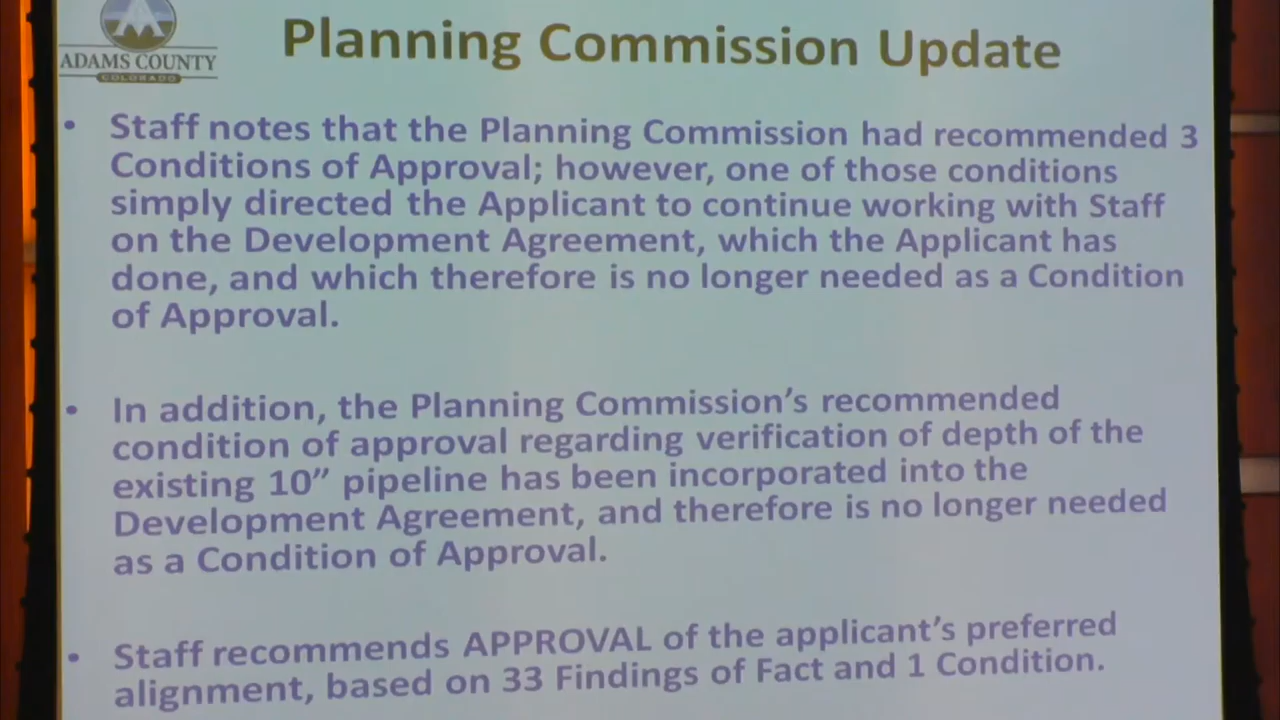 Planning Commission Update
ADAMS COUNTY
COLORADO
• Staff notes that the Planning Commission had recommended 3
Conditions of Approval; however, one of those conditions
simply directed the Applicant to continue working with Staff
on the Development Agreement, which the Applicant has
done, and which therefore is no longer needed as a Condition
of Approval.
• In addition, the Planning Commission's recommended
condition of approval regarding verification of depth of the
existing 10” pipeline has been incorporated into the
Development Agreement, and therefore is no longer needed
as a Condition of Approval.
• Staff recommends APPROVAL of the applicant's preferred
alignment, based on 33 Findings of Fact and 1 Condition.